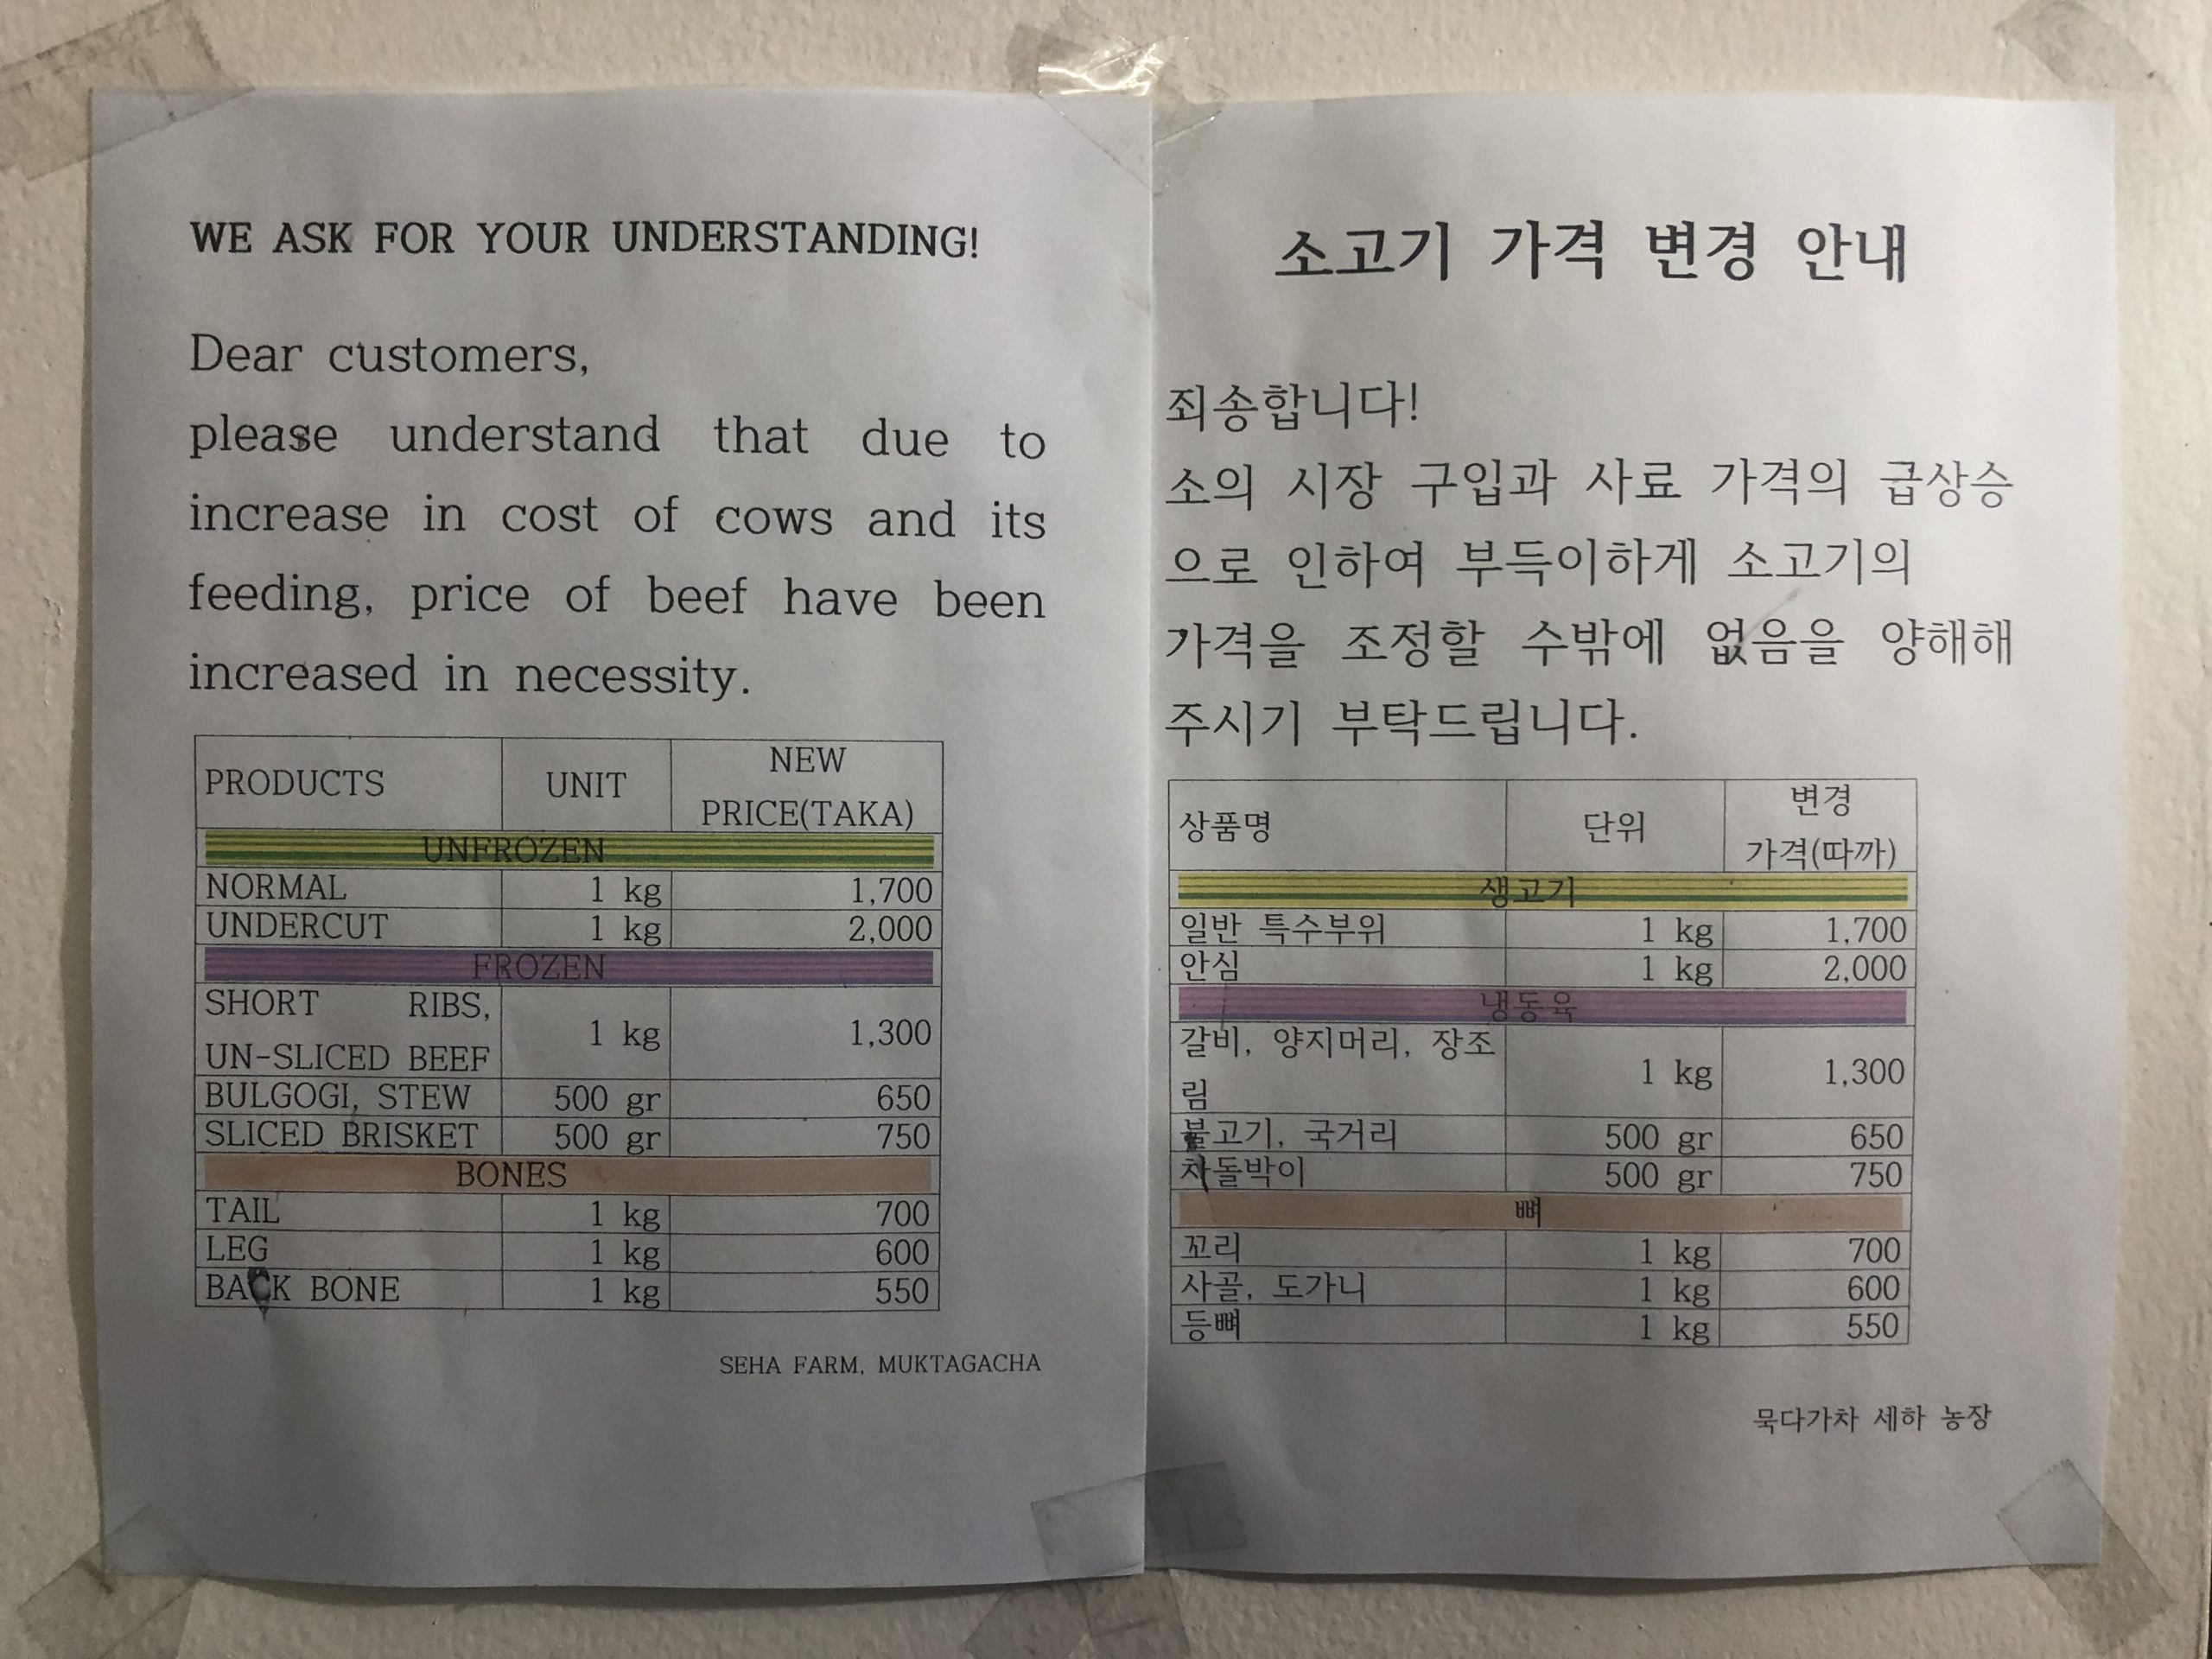 WE ASK FOR YOUR UNDERSTANDING!
Dear customers,
please understand that due to
increase in cost of cows and its
feeding, price of beef have been
increased in necessity.
PRODUCTS UNIT NEW
PRICE(TAKA)
UNFROZEN
NORMAL 1 kg 1,700
UNDERCUT 1 kg 2,000
FROZEN
SHORT RIBS,
UN-SLICED BEEF 1 kg 1,300
BULGOGI, STEW 500 gr 650
SLICED BRISKET 500 gr 750
BONES
TAIL 1 kg 700
LEG 1 kg 600
BACK BONE 1 kg 550
SEHA FARM, MUKTAGACHA
소고기 가격 변경 안내
죄송합니다!
소의 시장 구입과 사료 가격의 급상승
으로 인하여 부득이하게 소고기의
가격을 조정할 수밖에 없음을 양해해
주시기 부탁드립니다.
상품명 단위 변경
가격(따까)
생고기
일반 특수부위 1 kg 1,700
안심 1 kg 2,000
냉동육
갈비, 양지머리, 장조
림 1 kg 1,300
불고기, 국거리 500 gr 650
차돌박이 500 gr 750
뼈
꼬리 1 kg 700
사골, 도가니 1 kg 600
등뼈 1 kg 550
묵다가차 세하 농장